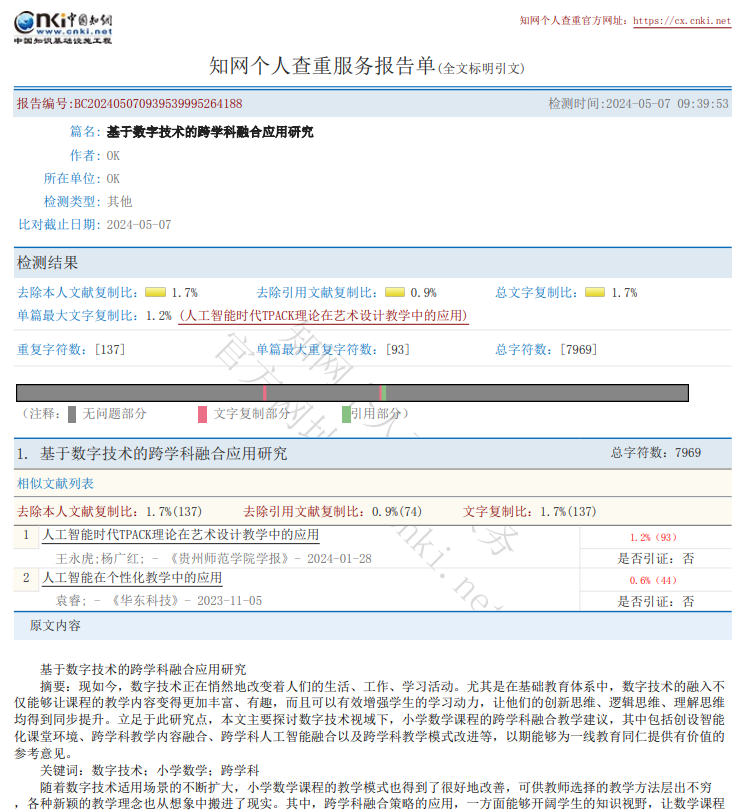 cnki中国知网
www.cnki.net
中国知识基础设施工程
知网个人查重官方网址：https://cx.cnki.net
知网个人查重服务报告单(全文标明引文)
报告编号:BC202405070939539995264188
检测时间:2024-05-07 09:39:53
篇名: 基于数字技术的跨学科融合应用研究
作者: OK
所在单位: OK
检测类型: 其他
比对截止日期: 2024-05-07
检测结果
去除本人文献复制比: 1.7% 去除引用文献复制比: 0.9% 总文字复制比: 1.7%
单篇最大文字复制比: 1.2% (人工智能时代TPACK理论在艺术设计教学中的应用)
重复字符数: [137] 单篇最大重复字符数: [93] 总字符数: [7969]
（注释: 无问题部分 文字复制部分 引用部分）
1. 基于数字技术的跨学科融合应用研究 总字符数: 7969
相似文献列表
去除本人文献复制比: 1.7%(137) 去除引用文献复制比: 0.9%(74) 文字复制比: 1.7%(137)
1 人工智能时代TPACK理论在艺术设计教学中的应用 1.2%（93）
王永虎;杨广红; - 《贵州师范学院学报》- 2024-01-28 是否引证: 否
2 人工智能在个性化教学中的应用 0.6%（44）
袁睿; - 《华东科技》- 2023-11-05 是否引证: 否
原文内容
基于数字技术的跨学科融合应用研究
摘要：现如今，数字技术正在悄然地改变着人们的生活、工作、学习活动。尤其是在基础教育体系中，数字技术的融入不
仅能够让课程的教学内容变得更加丰富、有趣，而且可以有效增强学生的学习动力，让他们的创新思维、逻辑思维、理解思维
均得到同步提升。立足于此研究点，本文主要探讨数字技术视域下，小学数学课程的跨学科融合教学建议，其中包括创设智能
化课堂环境、跨学科教学内容融合、跨学科人工智能融合以及跨学科教学模式改进等，以期能够为一线教育同仁提供有价值的
参考意见。
关键词：数字技术；小学数学；跨学科
随着数字技术适用场景的不断扩大，小学数学课程的教学模式也得到了很好地改善，可供教师选择的教学方法层出不穷
，各种新颖的教学理念也从想象中搬进了现实。其中，跨学科融合策略的应用，一方面能够开阔学生的知识视野，让数学课程